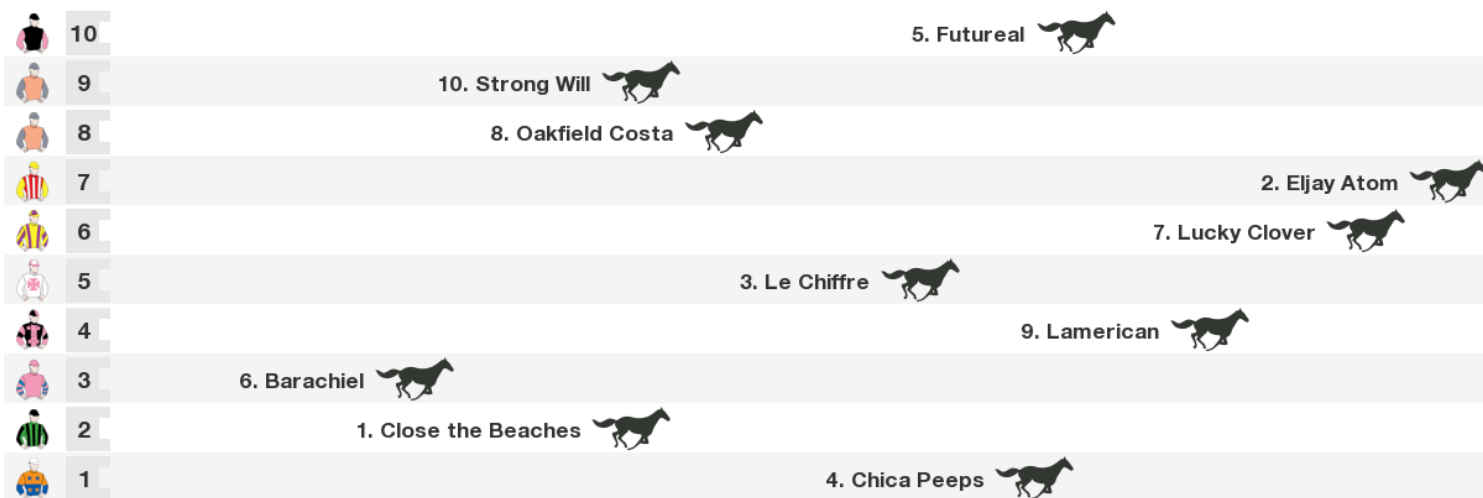 10 5. Futureal
9 10. Strong Will
8 8. Oakfield Costa
7 2. Eljay Atom
6 7. Lucky Clover
5 3. Le Chiffre
4 9. Lamerican
3 6. Barachiel
2 1. Close the Beaches
1 4. Chica Peeps